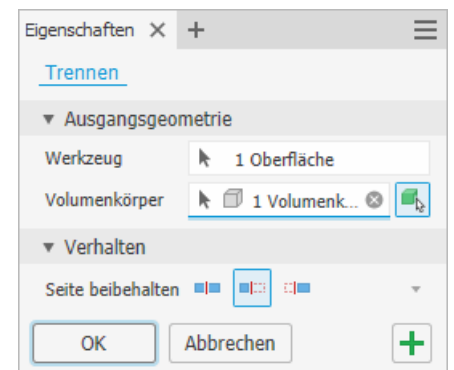 Eigenschaften
Trennen
Ausgangsgeometrie
Werkzeug 1 Oberfläche
Volumenkörper 1 Volumenk...
Verhalten
Seite beibehalten
OK Abbrechen